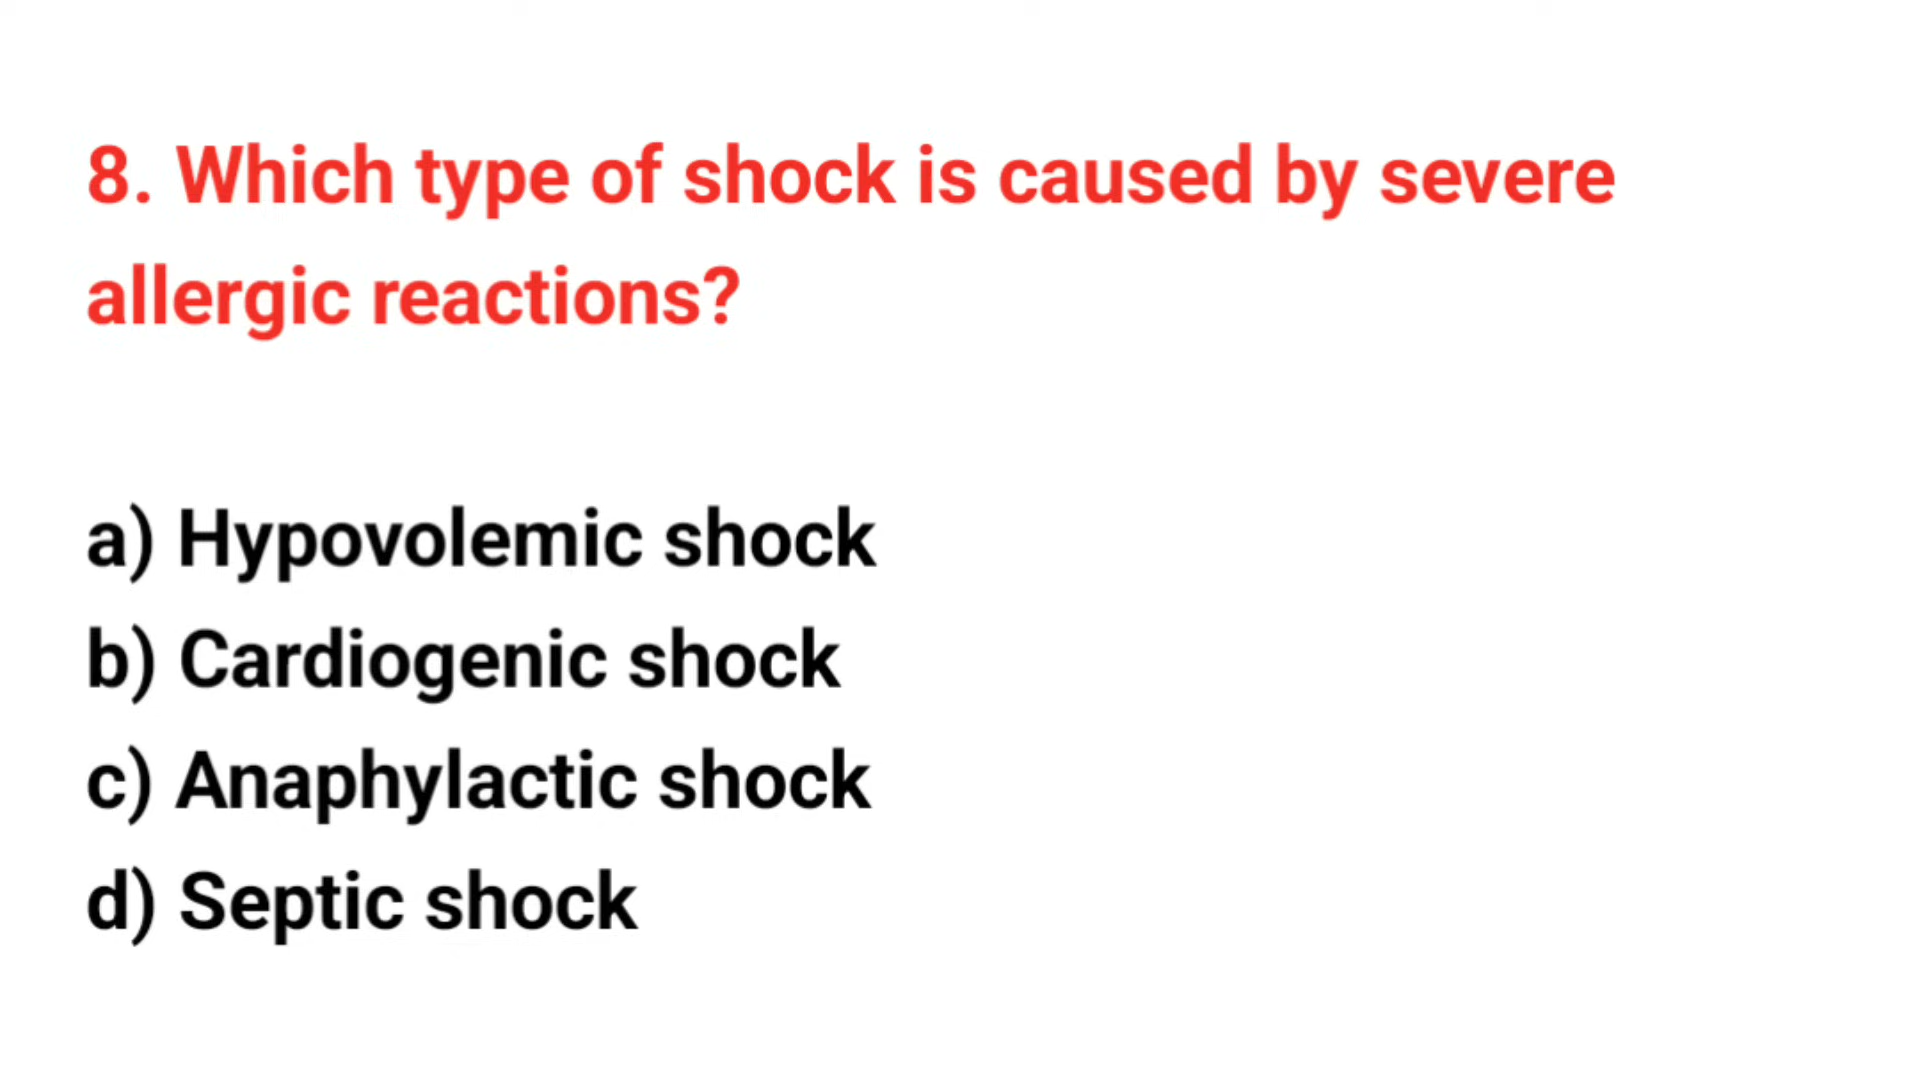 8. Which type of shock is caused by severe
allergic reactions?
a) Hypovolemic shock
b) Cardiogenic shock
c) Anaphylactic shock
d) Septic shock